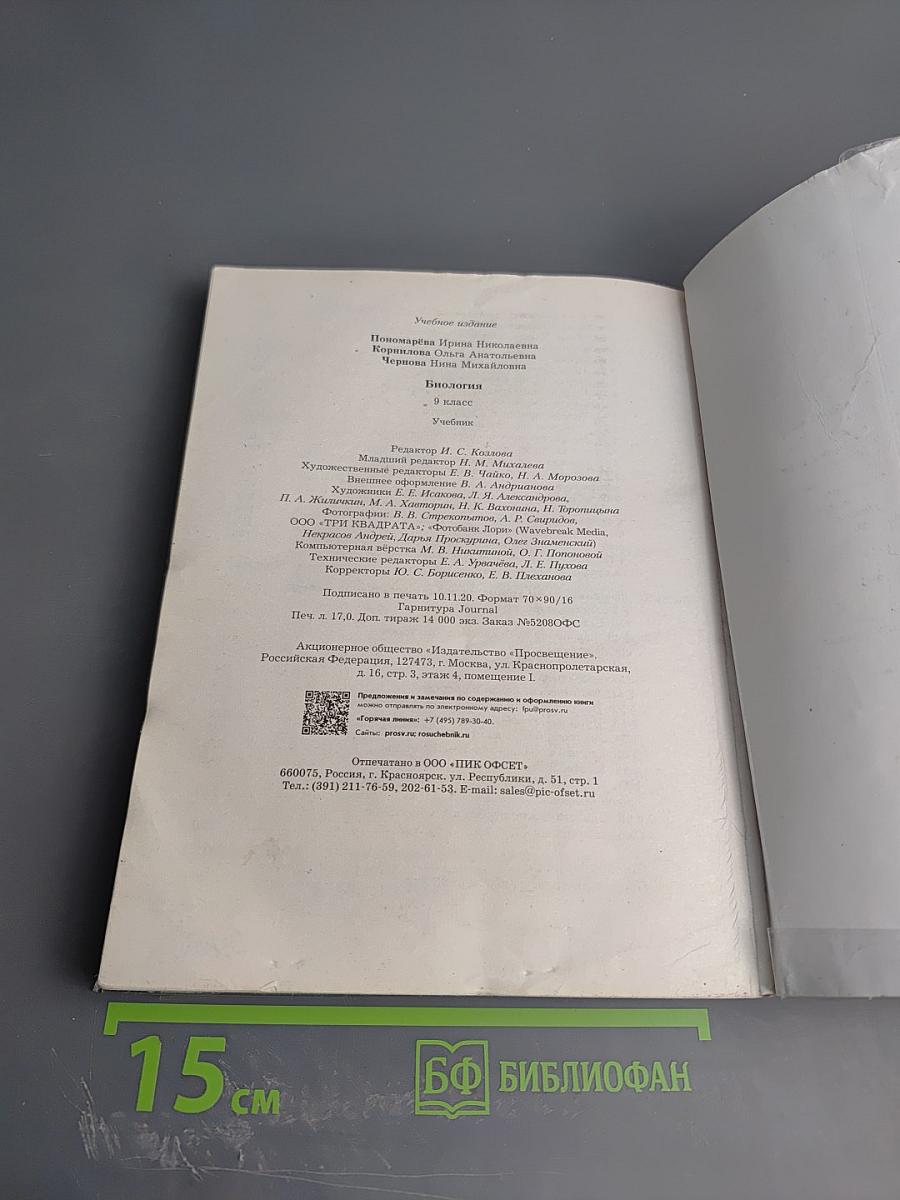 Учебное издание
Пономарёва Ирина Николаевна
Корнилова Ольга Анатольевна
Чернова Нина Михайловна
Биология
9 класс
Учебник
Редактор И. С. Козлова
Младший редактор Н. М. Михалева
Художественные редакторы Е. В. Чайко, Н. А. Морозова
Внешнее оформление В. А. Андрианова
Художники Е. Е. Исакова, Л. Я. Александрова,
П. А. Жиличкин, М. А. Хавторин, Н. К. Вахонина, Н. Торопицына
Фотографии: В. В. Стрекопытов, А. Р. Свиридов,
ООО «ТРИ КВАДРАТА»; «Фотобанк Лори» (Wavebreak Media,
Некрасов Андрей, Дарья Проскурина, Олег Знаменский)
Компьютерная вёрстка М. В. Никитиной, О. Г. Попоновой
Технические редакторы Е. А. Урвачёва, Л. Е. Пухова
Корректоры Ю. С. Борисенко, Е. В. Плеханова
Подписано в печать 10.11.20. Формат 70×90/16
Гарнитура Journal
Печ. л. 17,0. Доп. тираж 14 000 экз. Заказ №5208ОФС
Акционерное общество «Издательство «Просвещение».
Российская Федерация, 127473, г. Москва, ул. Краснопролетарская,
д. 16, стр. 3, этаж 4, помещение I.
Предложения и замечания по содержанию и оформлению книги
можно отправлять по электронному адресу: fpu@prosv.ru
«Горячая линия»: +7 (495) 789-30-40.
Сайты: prosv.ru; rosuchebnik.ru
Отпечатано в ООО «ПИК ОФСЕТ»
660075, Россия, г. Красноярск. ул. Республики, д. 51, стр. 1
Тел.: (391) 211-76-59, 202-61-53. E-mail: sales@pic-ofset.ru
15 см
БФ БИБЛИОФАН